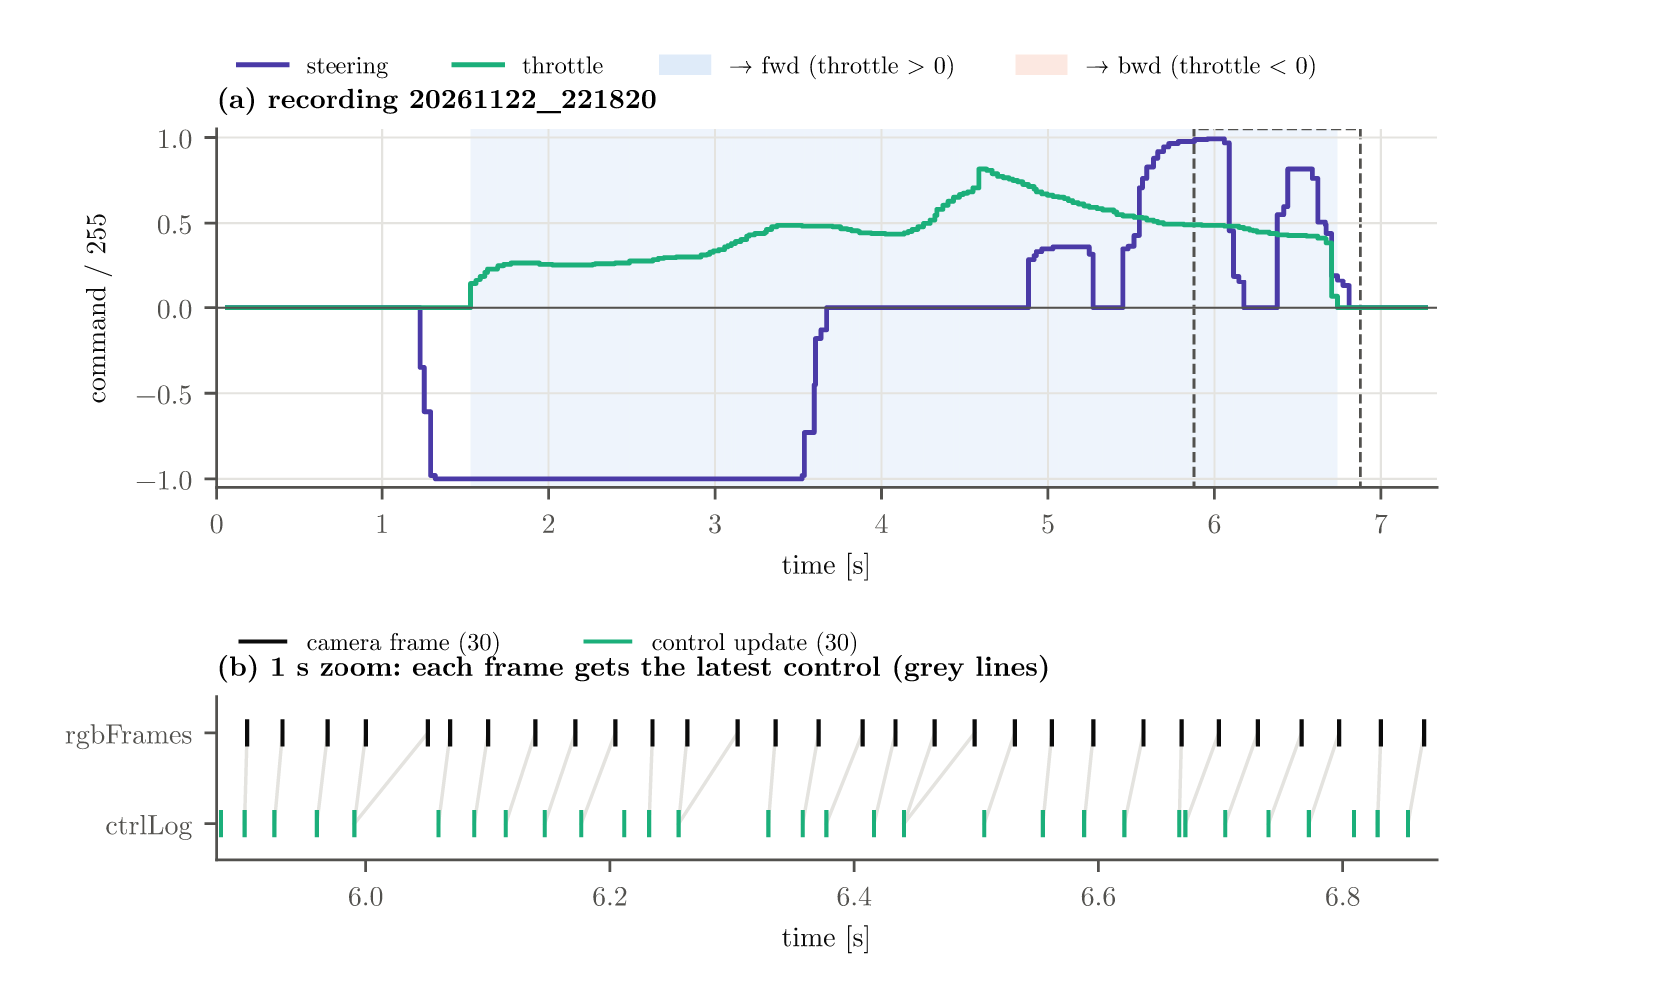 steering throttle → fwd (throttle > 0) → bwd (throttle < 0)
(a) recording 20261122_221820
1.0
0.5
0.0
−0.5
−1.0
command / 255
0 1 2 3 4 5 6 7
time [s]
camera frame (30) control update (30)
(b) 1 s zoom: each frame gets the latest control (grey lines)
rgbFrames
ctrlLog
6.0 6.2 6.4 6.6 6.8
time [s]